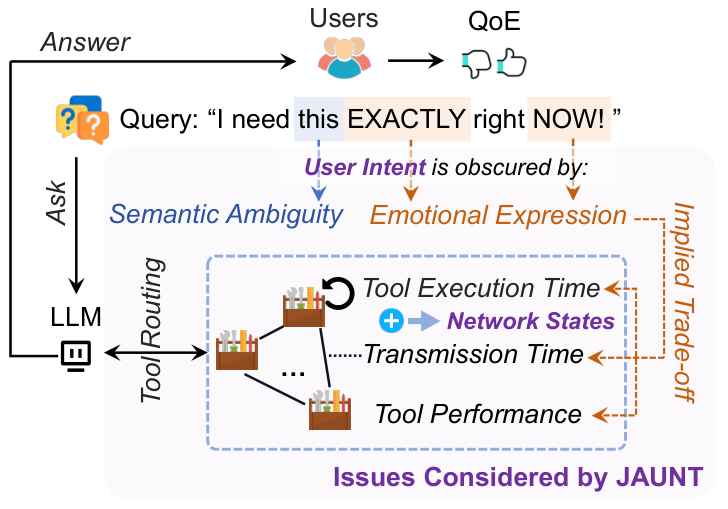 Answer
Users
QoE
Query: “I need this EXACTLY right NOW! ”
User Intent is obscured by:
Ask
Semantic Ambiguity
Emotional Expression
Implied Trade-off
LLM
Tool Routing
Tool Execution Time
Network States
Transmission Time
...
Tool Performance
Issues Considered by JAUNT